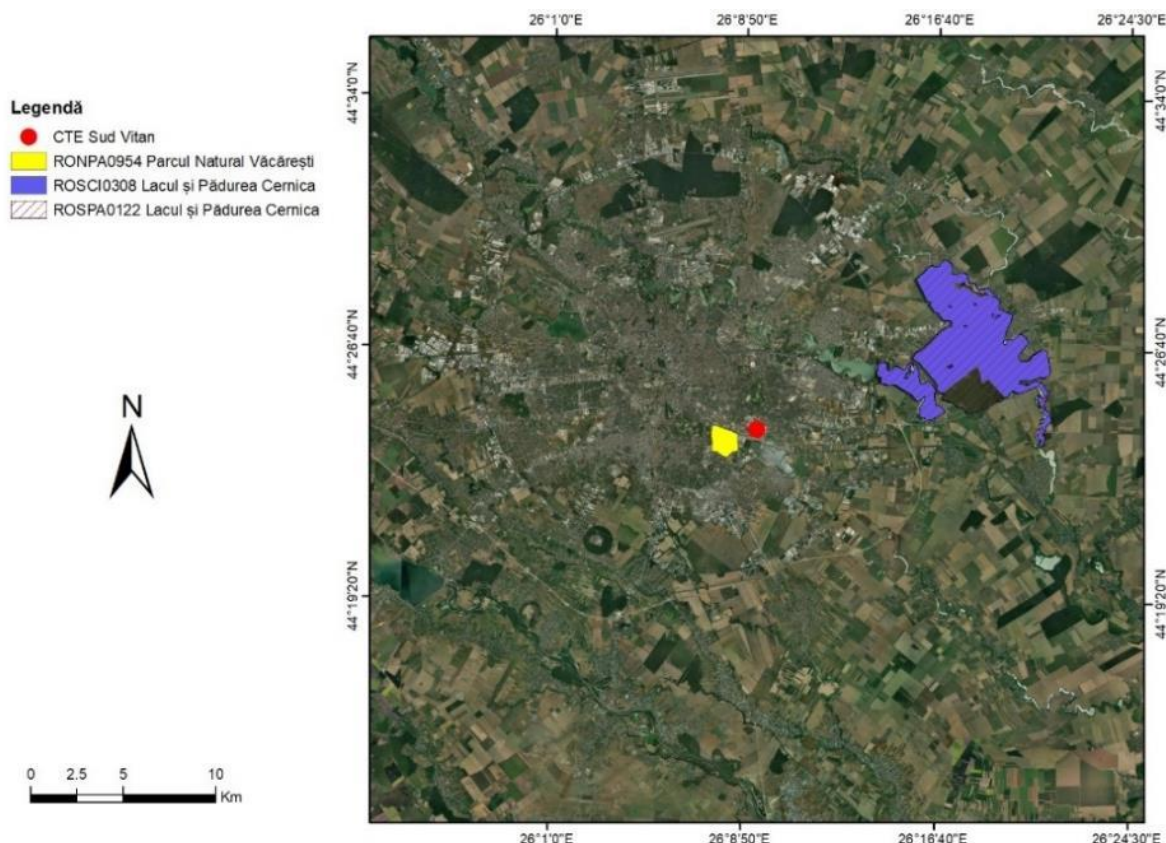 26°1'0"E 26°8'50"E 26°16'40"E 26°24'30"E
Legendă
CTE Sud Vitan
RONPA0954 Parcul Natural Văcărești
ROSCI0308 Lacul și Pădurea Cernica
ROSPA0122 Lacul și Pădurea Cernica
44°34'0"N
44°34'0"N
44°26'40"N
44°26'40"N
N
44°19'20"N
44°19'20"N
0 2.5 5 10
Km
26°1'0"E 26°8'50"E 26°16'40"E 26°24'30"E